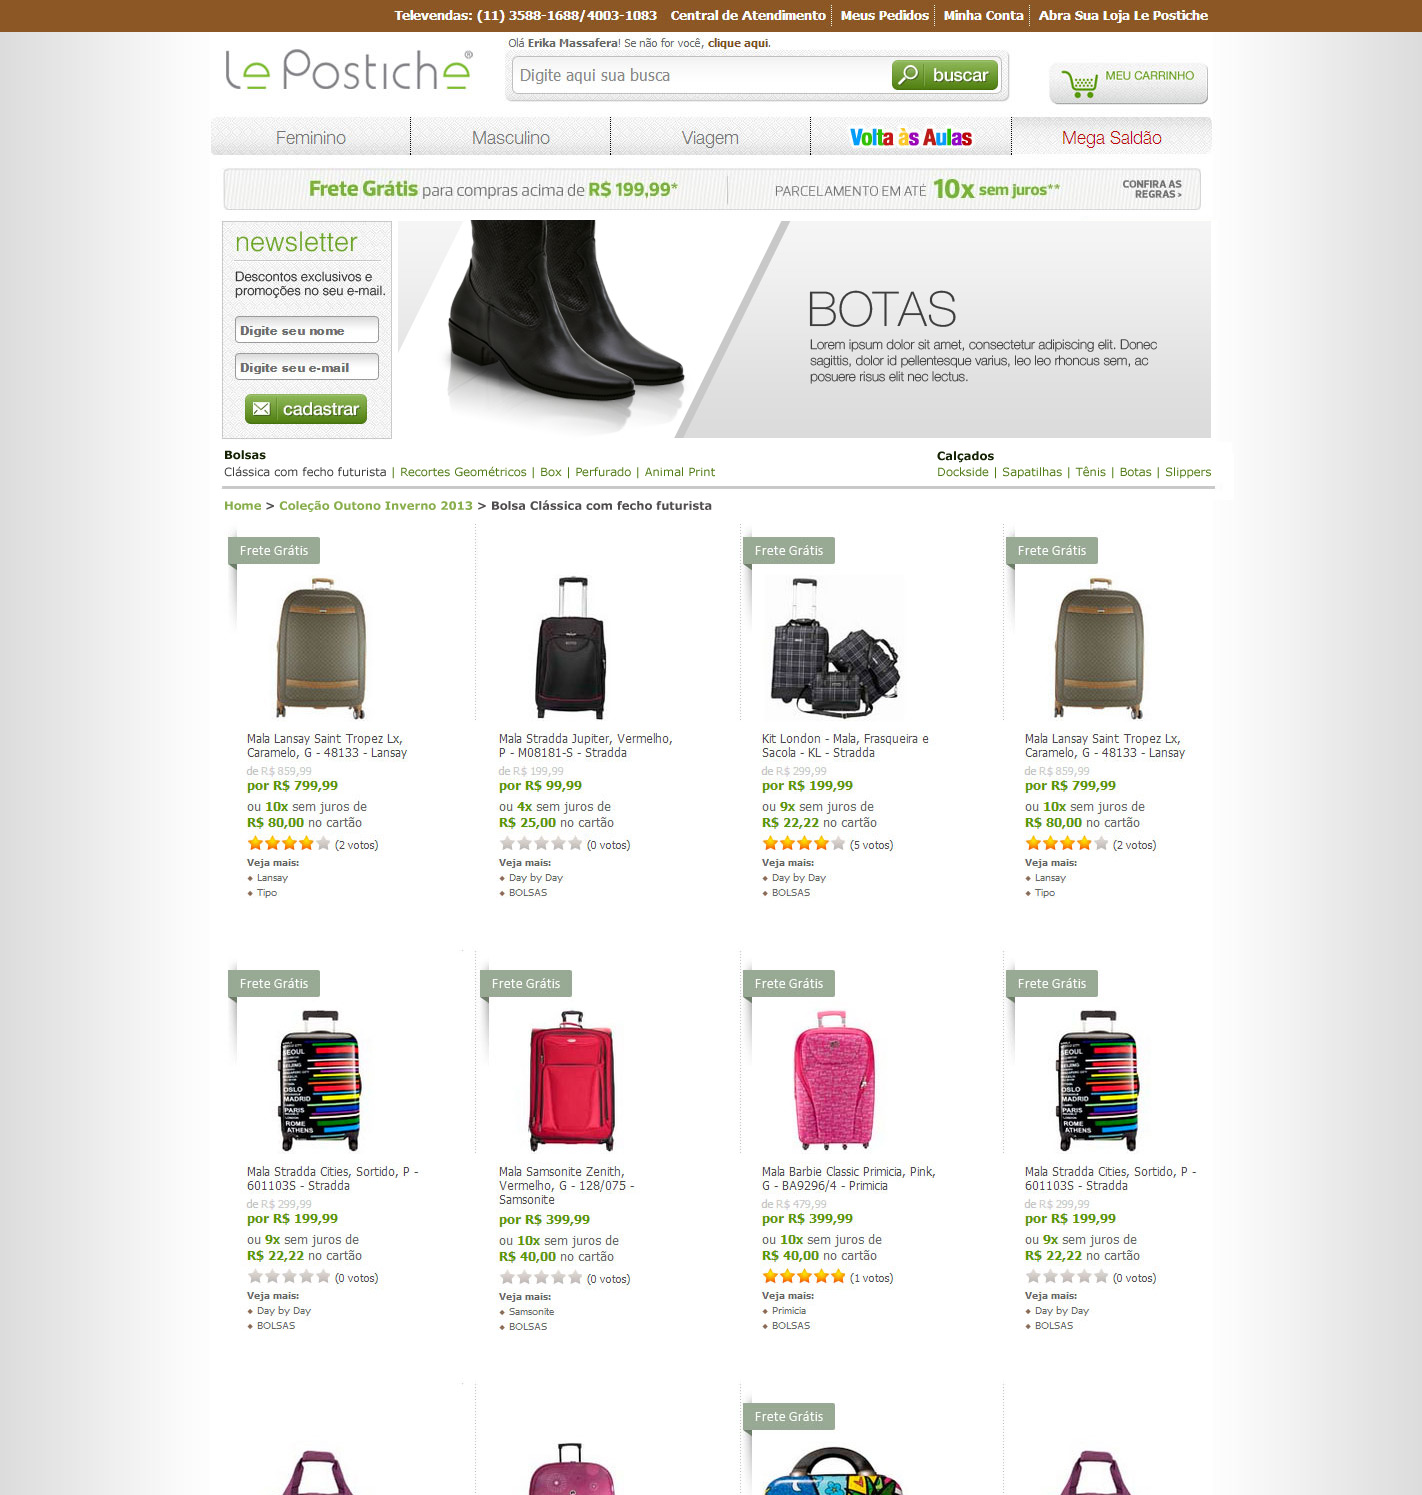 Televendas: (11) 3588-1688/4003-1083 Central de Atendimento Meus Pedidos Minha Conta Abra Sua Loja Le Postiche
Le Postiche®
Olá Erika Massafera! Se não for você, clique aqui.
Digite aqui sua busca
buscar
MEU CARRINHO
Feminino
Masculino
Viagem
Volta às Aulas
Mega Saldão
Frete Grátis para compras acima de R$ 199,99*
PARCELAMENTO EM ATÉ 10x sem juros**
CONFIRA AS
REGRAS >
newsletter
Descontos exclusivos e
promoções no seu e-mail.
Digite seu nome
Digite seu e-mail
cadastrar
BOTAS
Lorem ipsum dolor sit amet, consectetur adipiscing elit. Donec
sagittis, dolor id pellentesque varius, leo leo rhoncus sem, ac
posuere risus elit nec lectus.
Bolsas
Clássica com fecho futurista | Recortes Geométricos | Box | Perfurado | Animal Print
Calçados
Dockside | Sapatilhas | Tênis | Botas | Slippers
Home > Coleção Outono Inverno 2013 > Bolsa Clássica com fecho futurista
Frete Grátis
Mala Lansay Saint Tropez Lx,
Caramelo, G - 48133 - Lansay
de R$ 859,99
por R$ 799,99
ou 10x sem juros de
R$ 80,00 no cartão
(2 votos)
Veja mais:
Lansay
Tipo
Mala Stradda Jupiter, Vermelho,
P - M08181-S - Stradda
de R$ 199,99
por R$ 99,99
ou 4x sem juros de
R$ 25,00 no cartão
(0 votos)
Veja mais:
Day by Day
BOLSAS
Frete Grátis
Kit London - Mala, Frasqueira e
Sacola - KL - Stradda
de R$ 299,99
por R$ 199,99
ou 9x sem juros de
R$ 22,22 no cartão
(5 votos)
Veja mais:
Day by Day
BOLSAS
Frete Grátis
Mala Lansay Saint Tropez Lx,
Caramelo, G - 48133 - Lansay
de R$ 859,99
por R$ 799,99
ou 10x sem juros de
R$ 80,00 no cartão
(2 votos)
Veja mais:
Lansay
Tipo
Frete Grátis
SEOUL
BEIJING
OSLO
MADRID
PARIS
ROME
ATHENS
Mala Stradda Cities, Sortido, P -
601103S - Stradda
de R$ 299,99
por R$ 199,99
ou 9x sem juros de
R$ 22,22 no cartão
(0 votos)
Veja mais:
Day by Day
BOLSAS
Frete Grátis
Mala Samsonite Zenith,
Vermelho, G - 128/075 -
Samsonite
por R$ 399,99
ou 10x sem juros de
R$ 40,00 no cartão
(0 votos)
Veja mais:
Samsonite
BOLSAS
Frete Grátis
Mala Barbie Classic Primicia, Pink,
G - BA9296/4 - Primicia
de R$ 479,99
por R$ 399,99
ou 10x sem juros de
R$ 40,00 no cartão
(1 votos)
Veja mais:
Primicia
BOLSAS
Frete Grátis
SEOUL
BEIJING
OSLO
MADRID
PARIS
ROME
ATHENS
Mala Stradda Cities, Sortido, P -
601103S - Stradda
de R$ 299,99
por R$ 199,99
ou 9x sem juros de
R$ 22,22 no cartão
(0 votos)
Veja mais:
Day by Day
BOLSAS
Frete Grátis